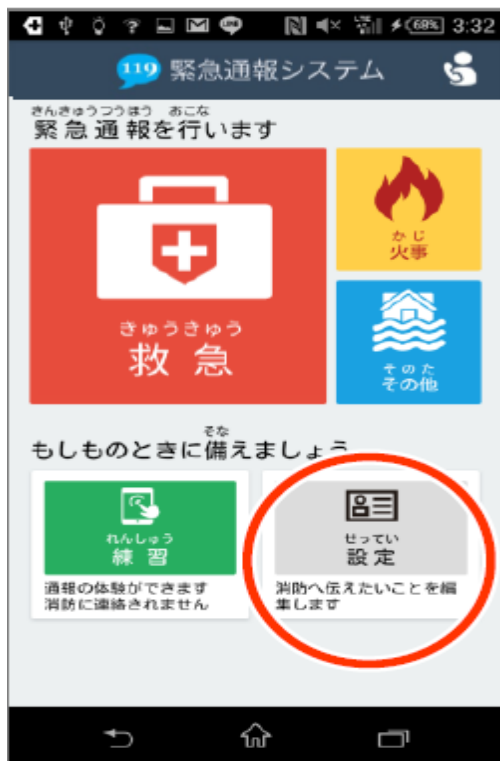 68% 3:32
119 緊急通報システム
きんきゅうつうほう おこな
緊急通報を行います
きゅうきゅう
救急
かじ
火事
そのた
その他
そな
もしものときに備えましょう
れんしゅう
練習
通報の体験ができます
消防に連絡されません
せってい
設定
消防へ伝えたいことを編
集します